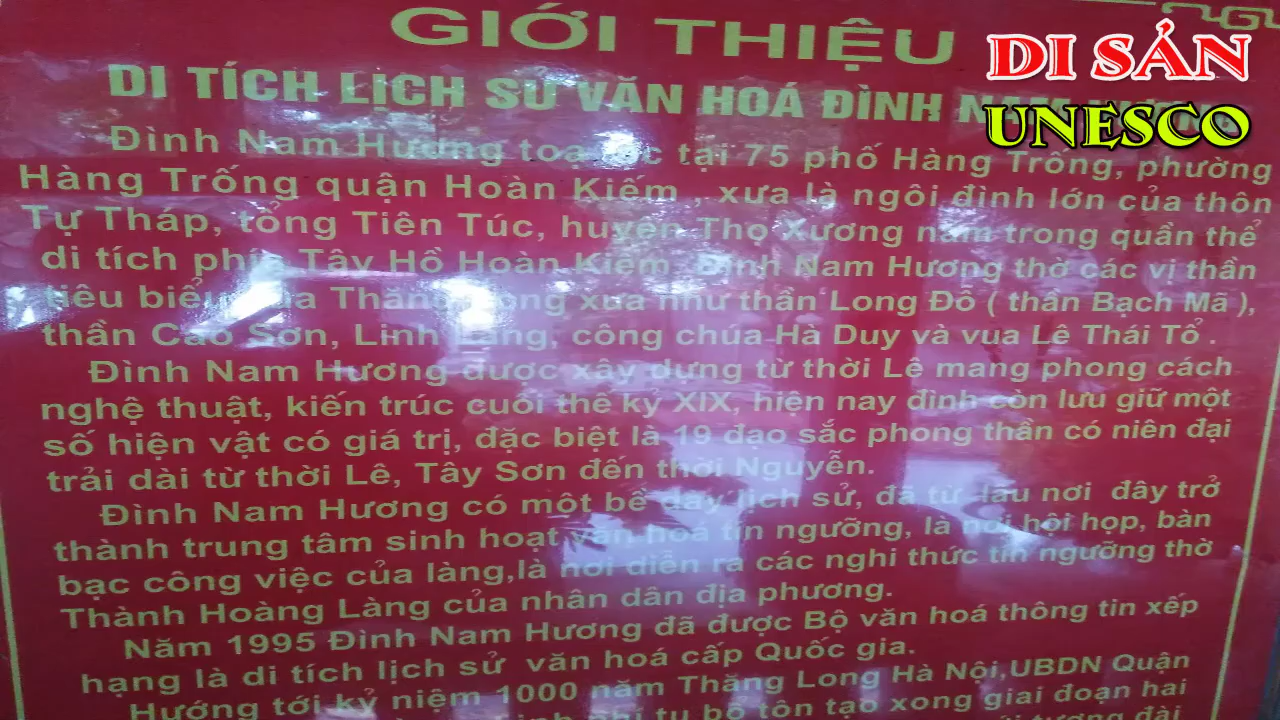 GIỚI THIỆU
DI SẢN
UNESCO
DI TÍCH LỊCH SỬ VĂN HOÁ ĐÌNH NAM
Đình Nam Hương toạ lạc tại 75 phố Hàng Trống, phường
Hàng Trống quận Hoàn Kiếm , xưa là ngôi đình lớn của thôn
Tự Tháp, tổng Tiên Túc, huyện Thọ Xương nằm trong quần thể
di tích phía Tây Hồ Hoàn Kiếm. Đình Nam Hương thờ các vị thần
tiêu biểu của Thăng Long xưa như thần Long Đỗ ( thần Bạch Mã ),
thần Cao Sơn, Linh Lang, công chúa Hà Duy và vua Lê Thái Tổ .
Đình Nam Hương được xây dựng từ thời Lê mang phong cách
nghệ thuật, kiến trúc cuối thế kỷ XIX, hiện nay đình còn lưu giữ một
số hiện vật có giá trị, đặc biệt là 19 đạo sắc phong thần có niên đại
trải dài từ thời Lê, Tây Sơn đến thời Nguyễn.
Đình Nam Hương có một bề dày lịch sử, đã từ lâu nơi đây trở
thành trung tâm sinh hoạt văn hoá tín ngưỡng, là nơi hội họp, bàn
bạc công việc của làng,là nơi diễn ra các nghi thức tín ngưỡng thờ
Thành Hoàng Làng của nhân dân địa phương.
Năm 1995 Đình Nam Hương đã được Bộ văn hoá thông tin xếp
hạng là di tích lịch sử văn hoá cấp Quốc gia.
Hướng tới kỷ niệm 1000 năm Thăng Long Hà Nội,UBDN Quận
phí tu bổ tôn tạo xong giai đoạn hai
tượng đài